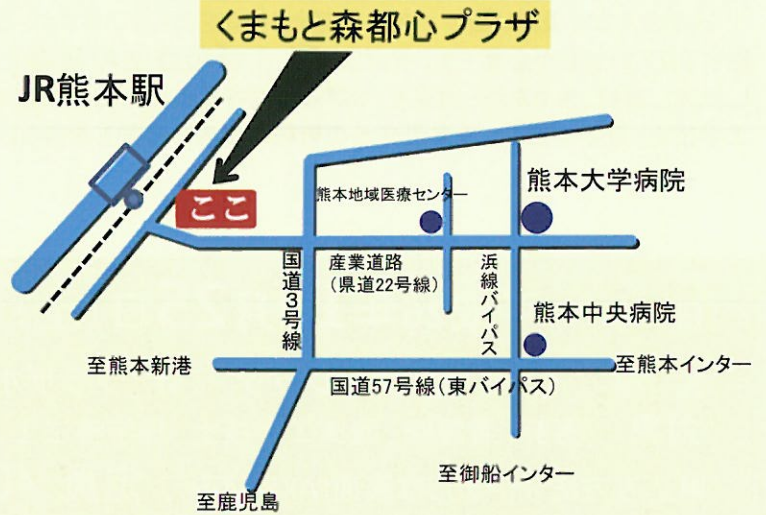 くまもと森都心プラザ
JR熊本駅
ここ
熊本地域医療センター
熊本大学病院
国道3号線
産業道路
(県道22号線)
浜線バイパス
熊本中央病院
至熊本新港
至熊本インター
国道57号線(東バイパス)
至御船インター
至鹿児島